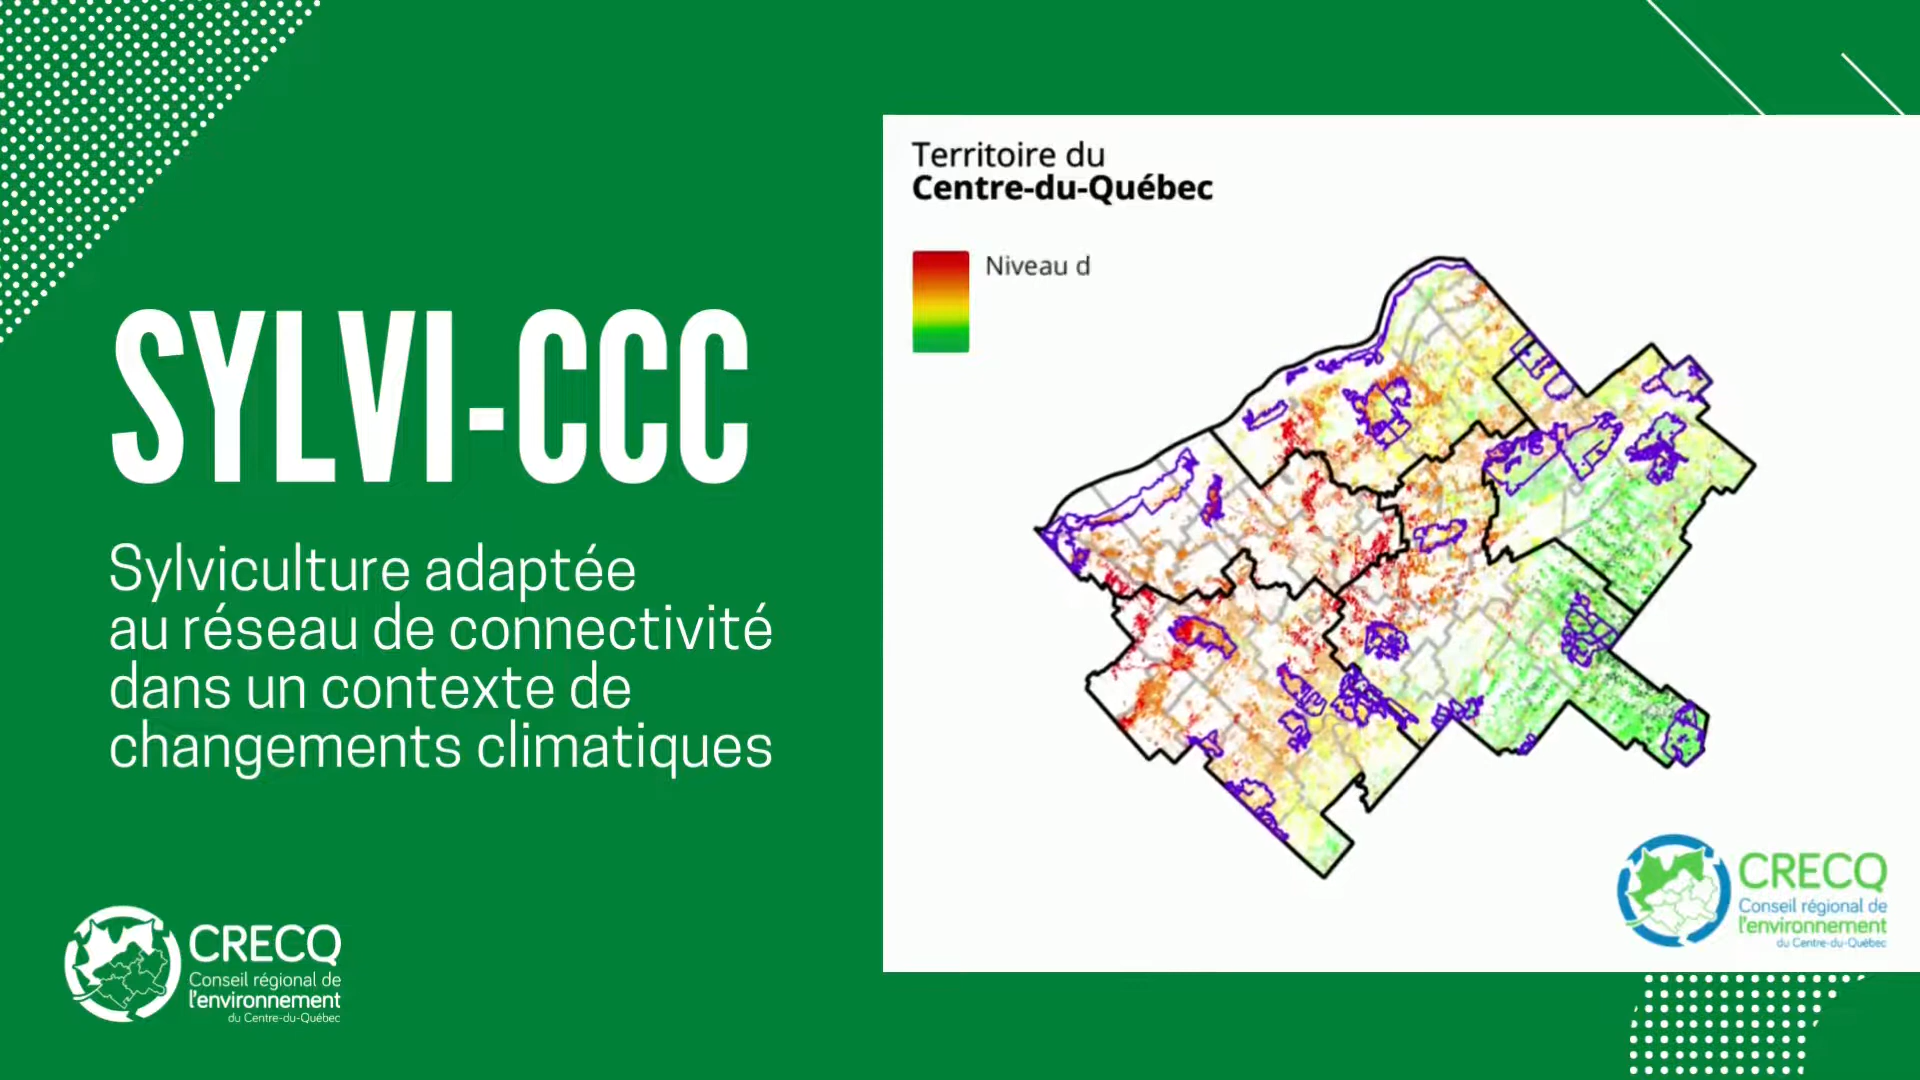 SYLVI-CCC
Sylviculture adaptée
au réseau de connectivité
dans un contexte de
changements climatiques
CRECQ
Conseil régional de
l'environnement
du Centre-du-Québec
Territoire du
Centre-du-Québec
Niveau d
CRECQ
Conseil régional de
l'environnement
du Centre-du-Québec